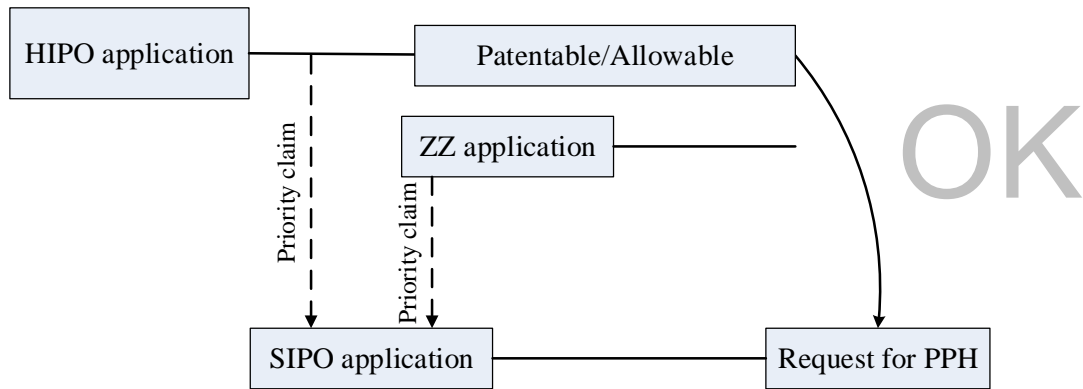 HIPO application
Patentable/Allowable
OK
ZZ application
Priority claim
Priority claim
SIPO application
Request for PPH